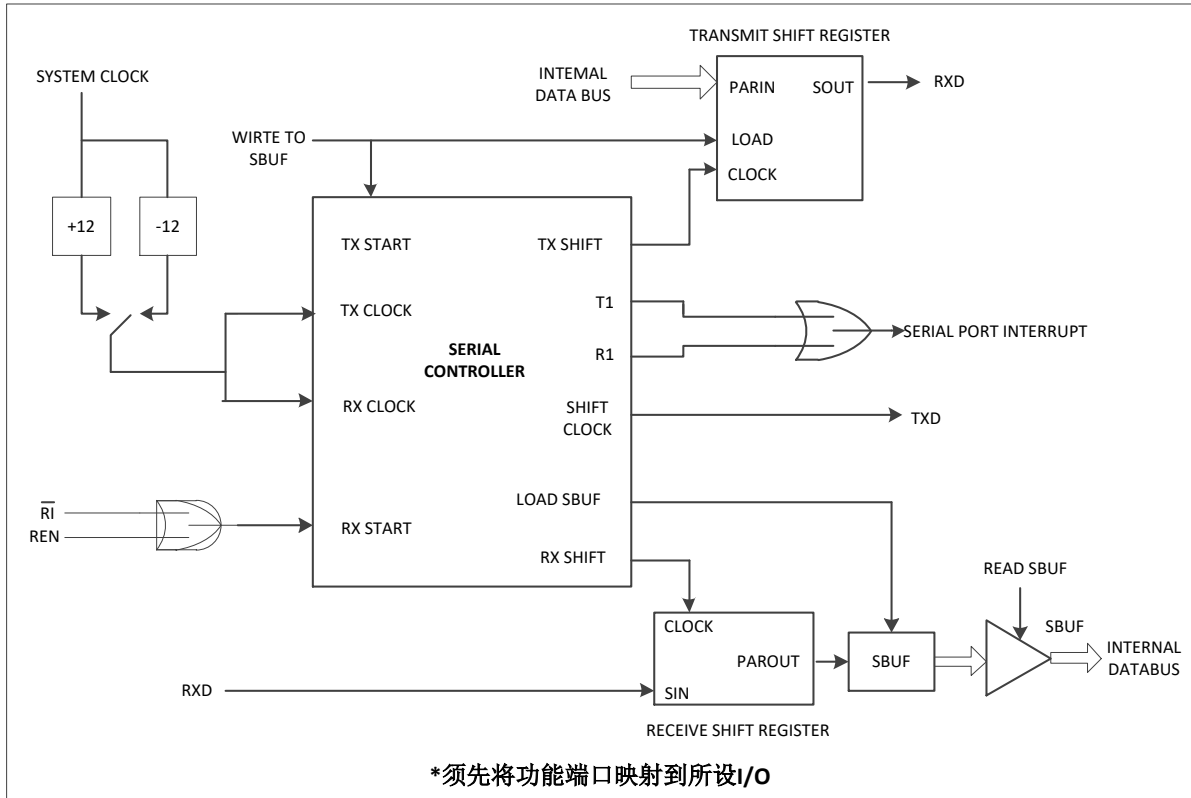 TRANSMIT SHIFT REGISTER
SYSTEM CLOCK
INTEMAL
DATA BUS
PARIN
SOUT
RXD
WIRTE TO
SBUF
LOAD
CLOCK
+12
-12
TX START
TX SHIFT
TX CLOCK
T1
SERIAL PORT INTERRUPT
SERIAL
CONTROLLER
R1
RX CLOCK
SHIFT
CLOCK
TXD
LOAD SBUF
R̅I̅
REN
RX START
RX SHIFT
READ SBUF
CLOCK
PAROUT
SBUF
SBUF
INTERNAL
DATABUS
RXD
SIN
RECEIVE SHIFT REGISTER
*须先将功能端口映射到所设I/O